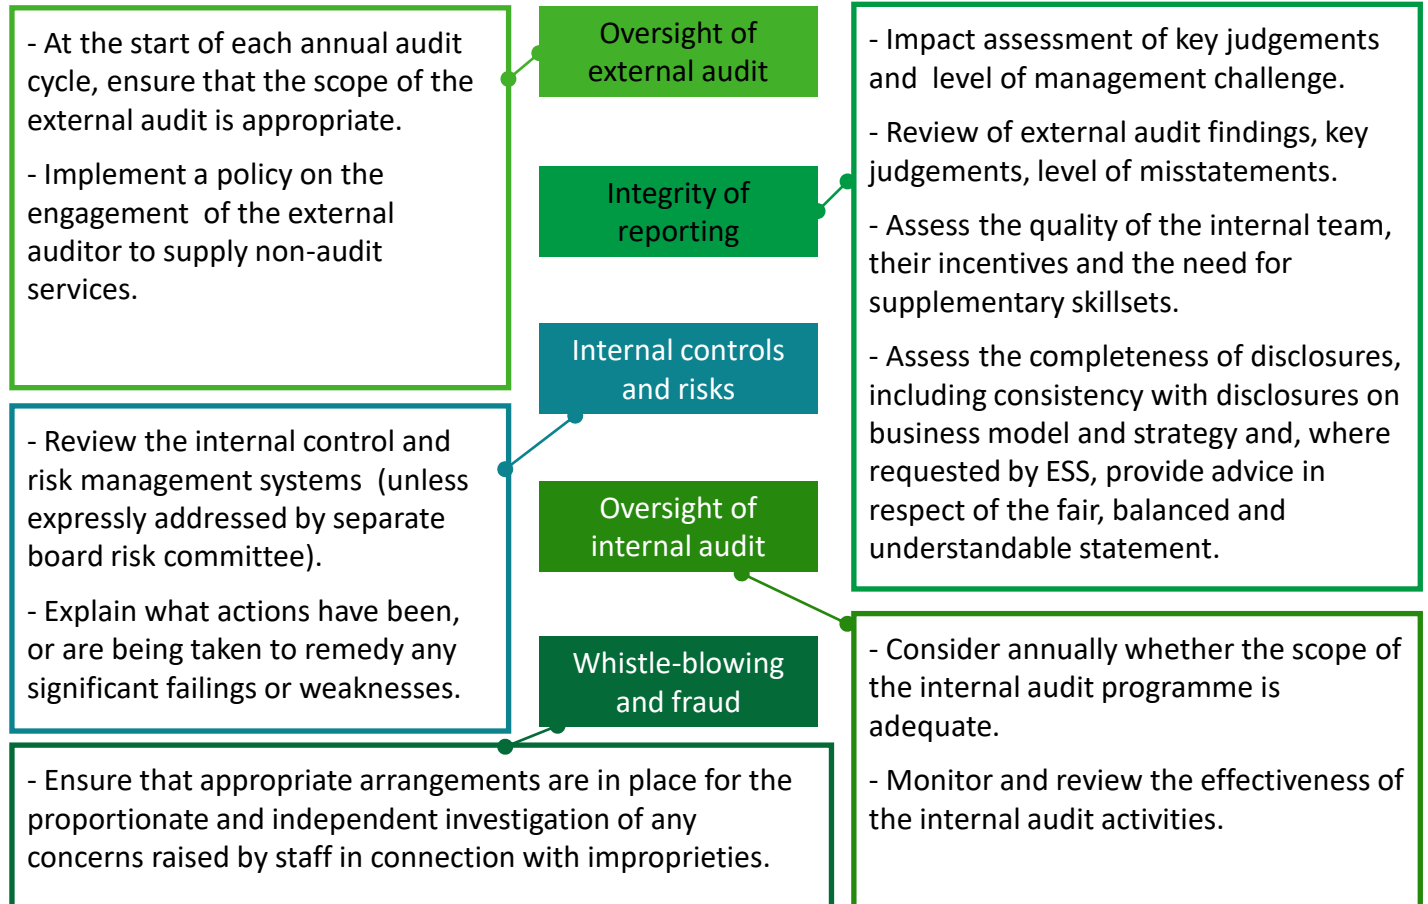 Oversight of
external audit
- At the start of each annual audit
cycle, ensure that the scope of the
external audit is appropriate.
- Implement a policy on the
engagement of the external
auditor to supply non-audit
services.
Integrity of
reporting
- Impact assessment of key judgements
and level of management challenge.
- Review of external audit findings, key
judgements, level of misstatements.
- Assess the quality of the internal team,
their incentives and the need for
supplementary skillsets.
- Assess the completeness of disclosures,
including consistency with disclosures on
business model and strategy and, where
requested by ESS, provide advice in
respect of the fair, balanced and
understandable statement.
Internal controls
and risks
- Review the internal control and
risk management systems (unless
expressly addressed by separate
board risk committee).
- Explain what actions have been,
or are being taken to remedy any
significant failings or weaknesses.
Oversight of
internal audit
- Consider annually whether the scope of
the internal audit programme is
adequate.
- Monitor and review the effectiveness of
the internal audit activities.
Whistle-blowing
and fraud
- Ensure that appropriate arrangements are in place for the
proportionate and independent investigation of any
concerns raised by staff in connection with improprieties.